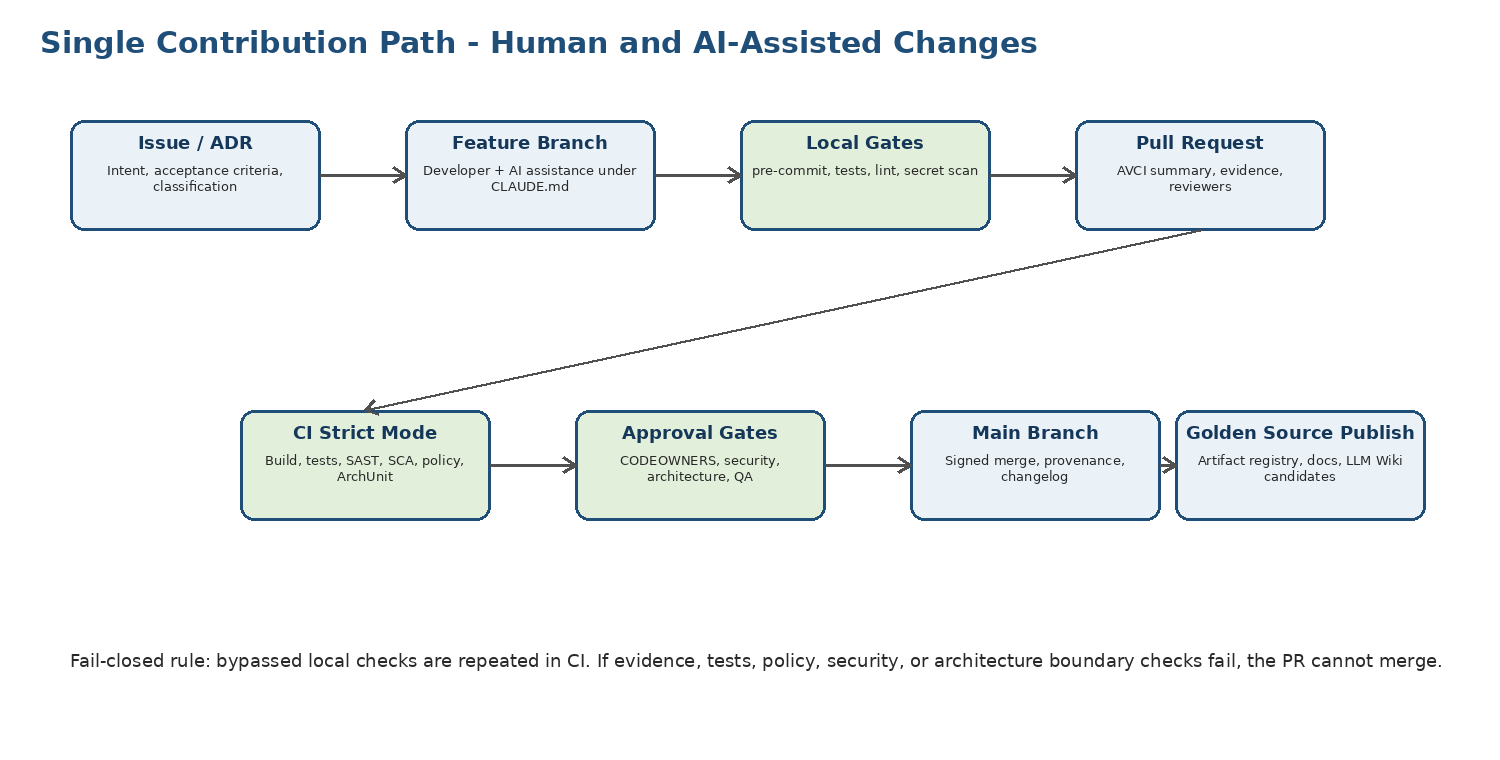 Single Contribution Path - Human and AI-Assisted Changes
Issue / ADR
Intent, acceptance criteria,
classification
Feature Branch
Developer + AI assistance under
CLAUDE.md
Local Gates
pre-commit, tests, lint, secret scan
Pull Request
AVCI summary, evidence,
reviewers
CI Strict Mode
Build, tests, SAST, SCA, policy,
ArchUnit
Approval Gates
CODEOWNERS, security,
architecture, QA
Main Branch
Signed merge, provenance,
changelog
Golden Source Publish
Artifact registry, docs, LLM Wiki
candidates
Fail-closed rule: bypassed local checks are repeated in CI. If evidence, tests, policy, security, or architecture boundary checks fail, the PR cannot merge.